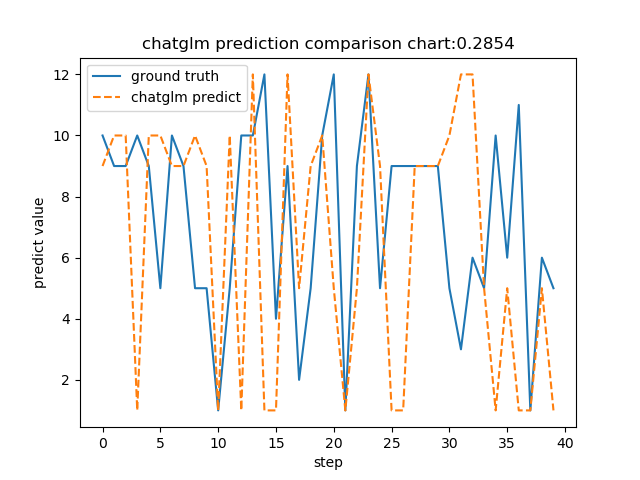 chatglm prediction comparison chart:0.2854
ground truth
chatglm predict
12
10
8
6
4
2
predict value
0 5 10 15 20 25 30 35 40
step